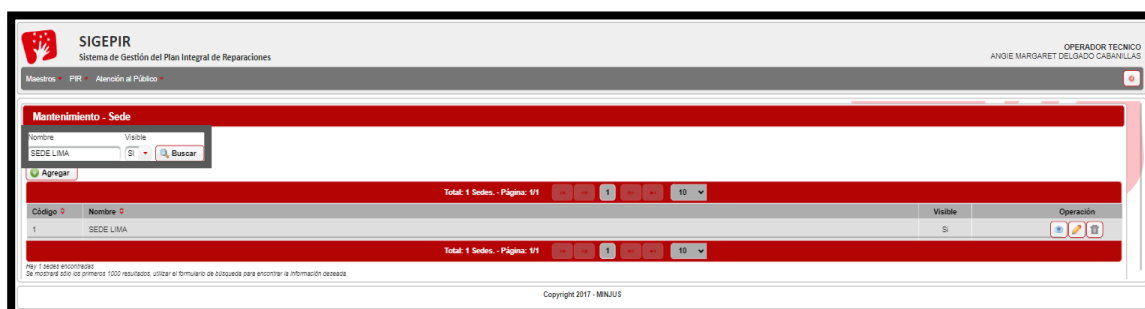 SIGEPIR
Sistema de Gestión del Plan Integral de Reparaciones
OPERADOR TECNICO
ANGIE MARGARET DELGADO CABANILLAS
Maestros PIR Atención al Público
Mantenimiento - Sede
Nombre Visible
SEDE LIMA SI Buscar
Agregar
Total: 1 Sedes. - Página: 1/1 1 10
Código Nombre Visible Operación
1 SEDE LIMA Si
Total: 1 Sedes. - Página: 1/1 1 10
Hay 1 sedes encontradas
Se mostrará sólo los primeros 1000 resultados, utilizar el formulario de búsqueda para encontrar la información deseada.
Copyright 2017 - MINJUS